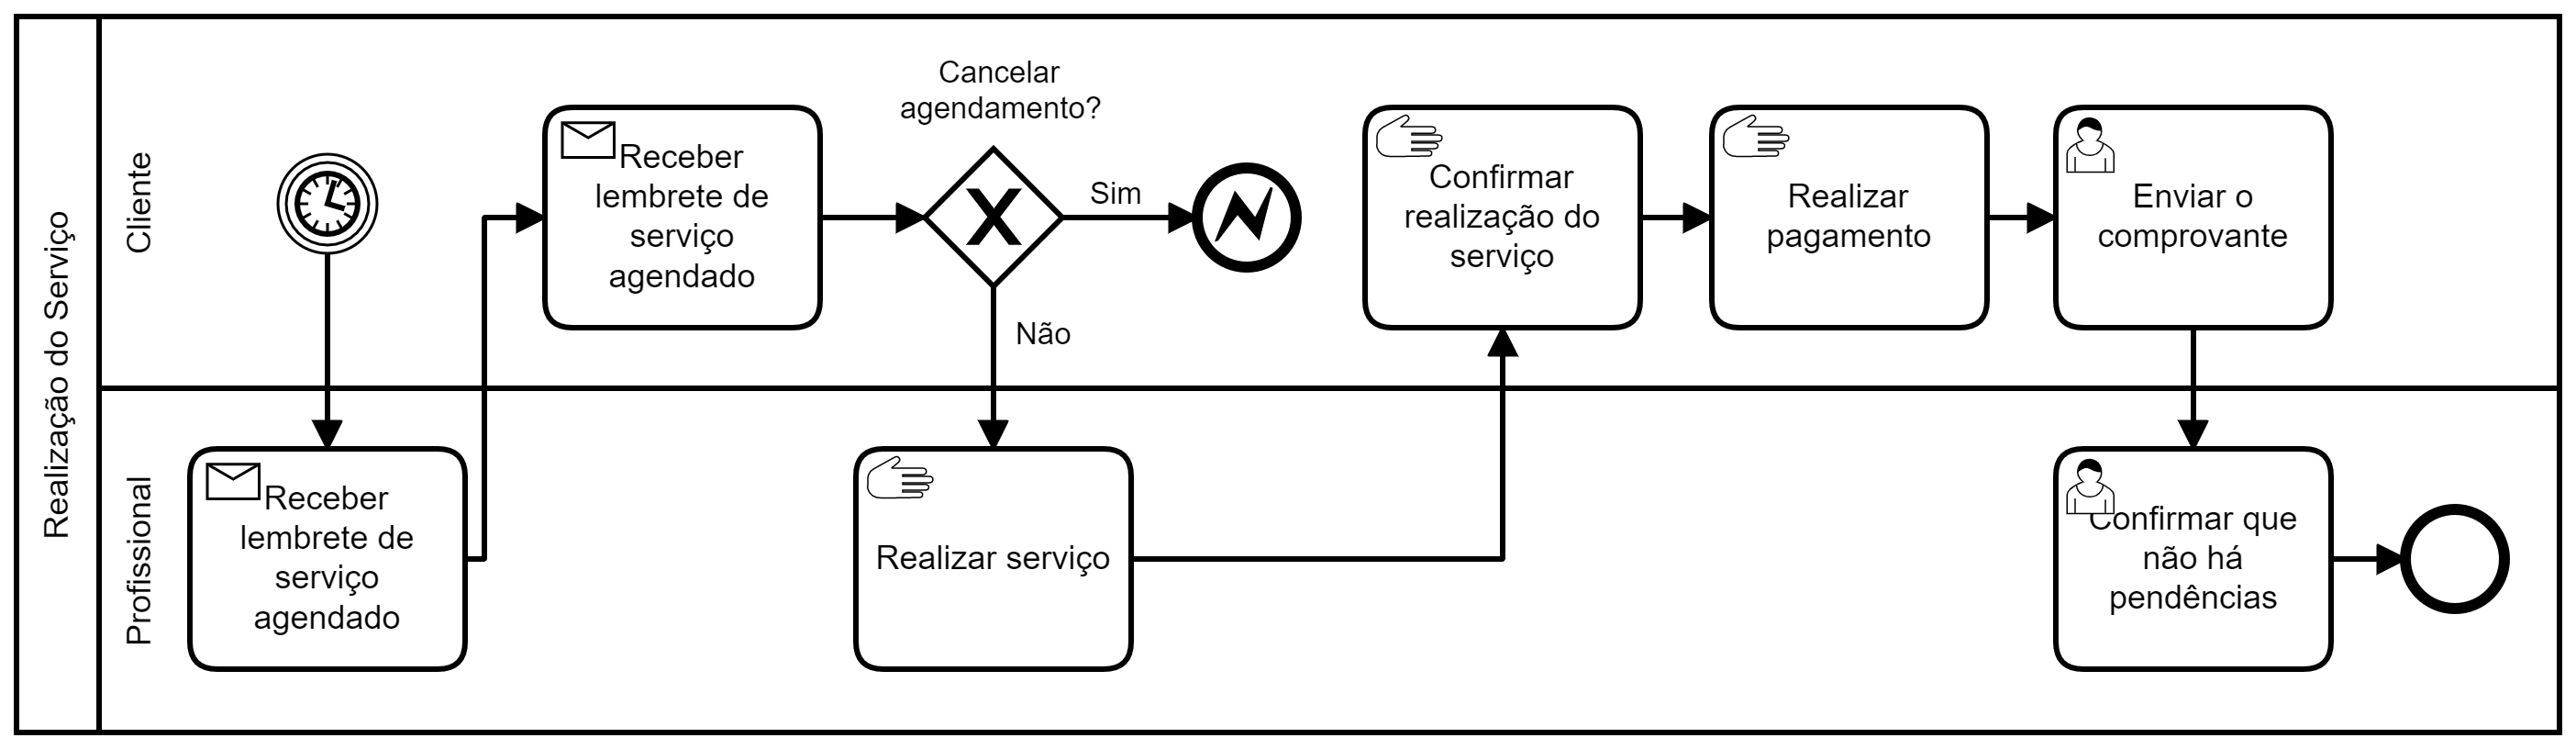 Realização do Serviço
Cliente
Profissional
Receber
lembrete de
serviço
agendado
Receber
lembrete de
serviço
agendado
Cancelar
agendamento?
Sim
Não
Realizar serviço
Confirmar
realização do
serviço
Realizar
pagamento
Enviar o
comprovante
Confirmar que
não há
pendências